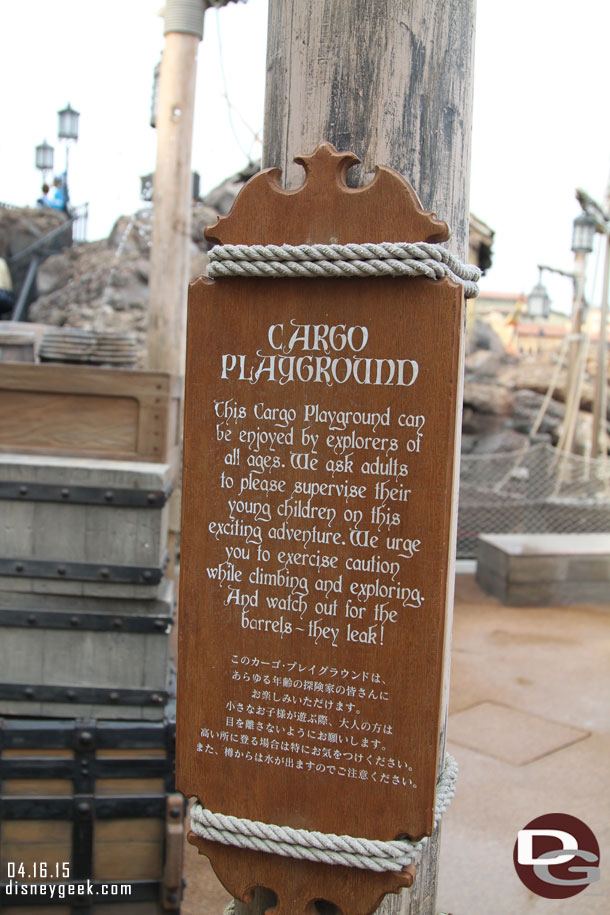 CARGO
PLAYGROUND
This Cargo Playground can
be enjoyed by explorers of
all ages. We ask adults
to please supervise their
young children on this
exciting adventure. We urge
you to exercise caution
while climbing and exploring.
And watch out for the
barrels - they leak!
このカーゴ・プレイグラウンドは、
あらゆる年齢の探険家の皆さんに
お楽しみいただけます。
小さなお子様が遊ぶ際、大人の方は
目を離さないようにお願いします。
高い所に登る場合は特にお気をつけください。
また、樽からは水が出ますのでご注意ください。
04.16.15
disneygeek.com
DG